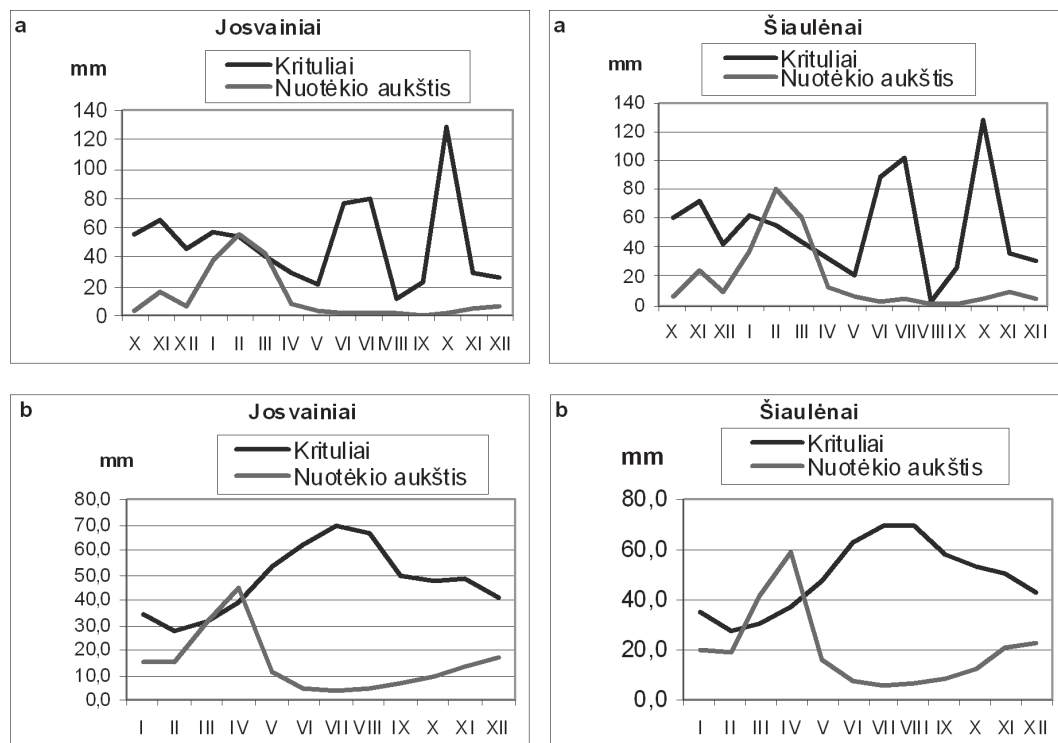 a
Josvainiai
mm
Krituliai
Nuotėkio aukštis
140
120
100
80
60
40
20
0
X XI XII I II III IV V VI VII VIII IX X XI XII
a
Šiaulėnai
mm
Krituliai
Nuotėkio aukštis
140
120
100
80
60
40
20
0
X XI XII I II III IV V VI VII VIII IX X XI XII
b
Josvainiai
mm
Krituliai
Nuotėkio aukštis
80,0
70,0
60,0
50,0
40,0
30,0
20,0
10,0
0,0
I II III IV V VI VII VIII IX X XI XII
b
Šiaulėnai
mm
Krituliai
Nuotėkio aukštis
80,0
60,0
40,0
20,0
0,0
I II III IV V VI VII VIII IX X XI XII